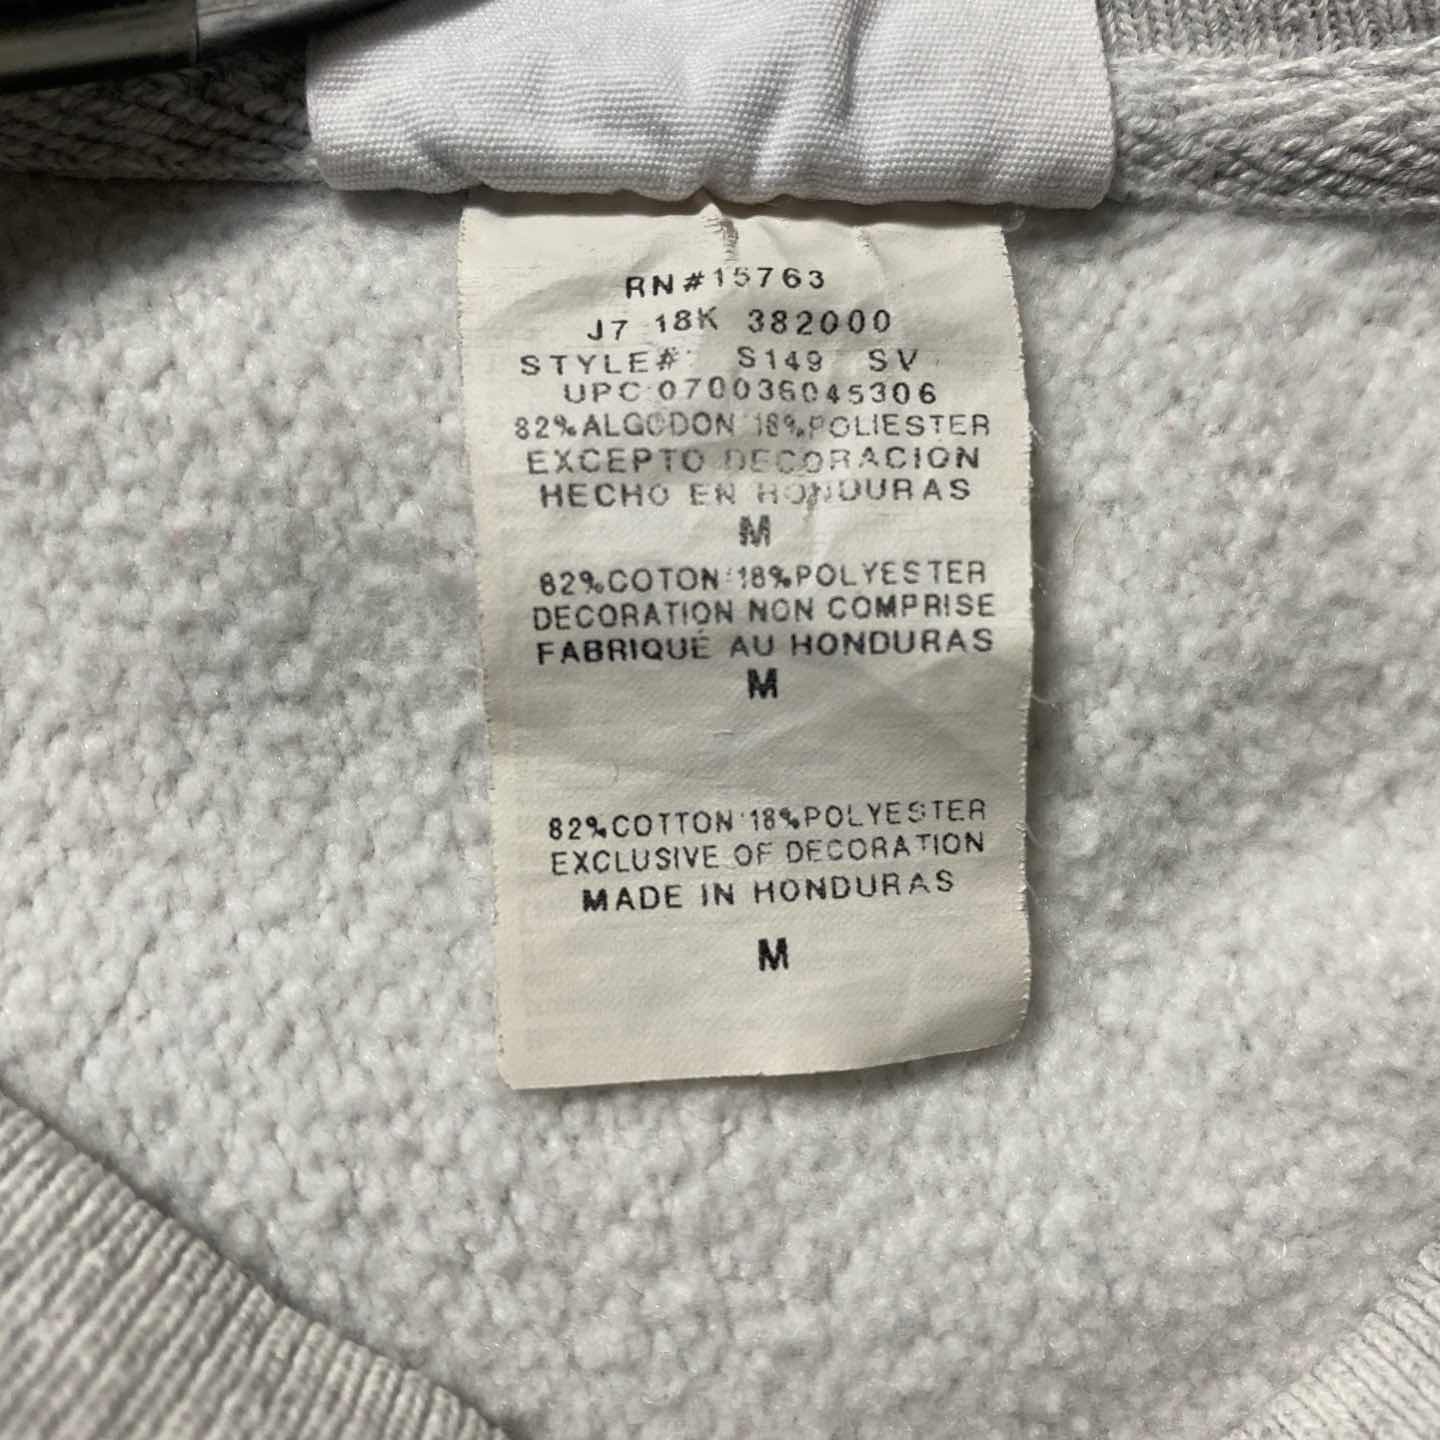 RN#15763
J7 18K 382000
STYLE# S149 SV
UPC 070036045306
82%ALGODON 18%POLIESTER
EXCEPTO DECORACION
HECHO EN HONDURAS
M
82%COTON 18%POLYESTER
DECORATION NON COMPRISE
FABRIQUÉ AU HONDURAS
M
82%COTTON 18%POLYESTER
EXCLUSIVE OF DECORATION
MADE IN HONDURAS
M